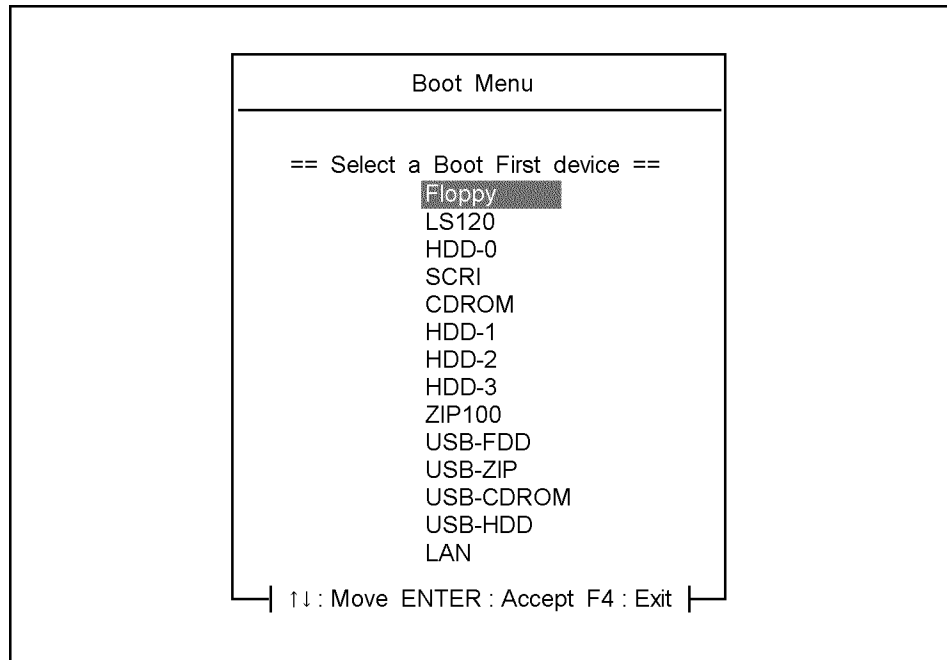 Boot Menu
== Select a Boot First device ==
Floppy
LS120
HDD-0
SCRI
CDROM
HDD-1
HDD-2
HDD-3
ZIP100
USB-FDD
USB-ZIP
USB-CDROM
USB-HDD
LAN
↑↓: Move ENTER : Accept F4 : Exit